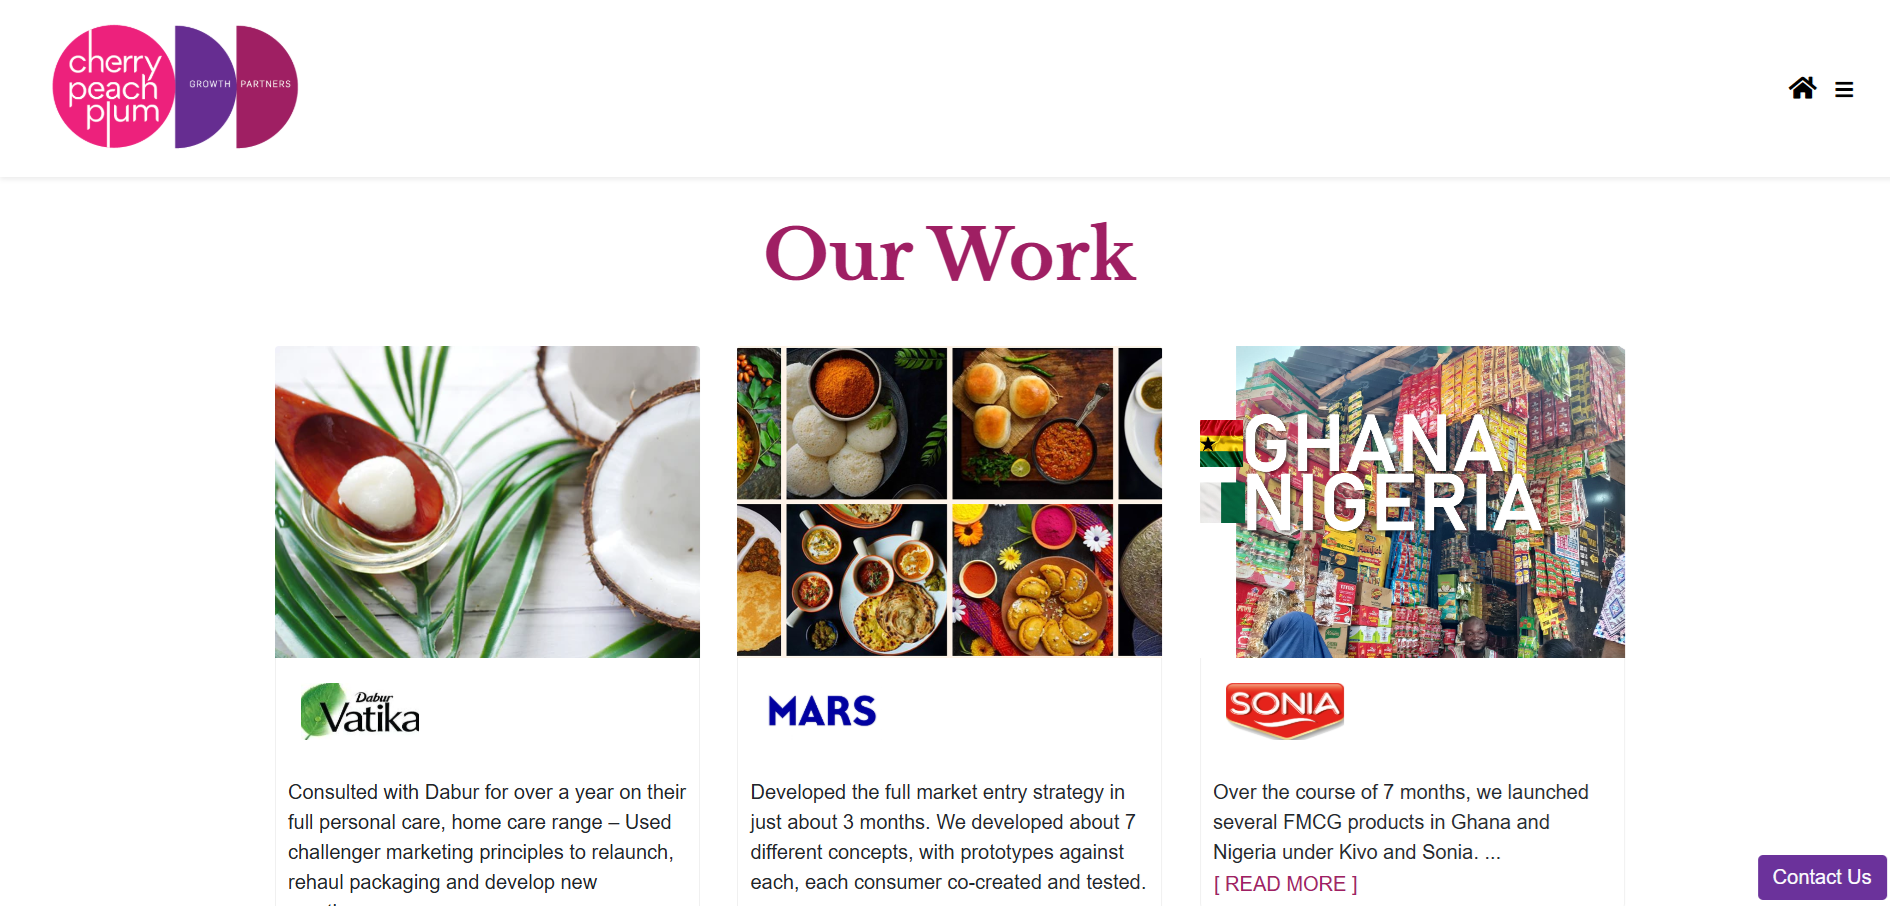 cherry
peach
plum
GROWTH PARTNERS
Our Work
GHANA
NIGERIA
Dabur
Vatika
MARS
SONIA
Consulted with Dabur for over a year on their
full personal care, home care range – Used
challenger marketing principles to relaunch,
rehaul packaging and develop new
Developed the full market entry strategy in
just about 3 months. We developed about 7
different concepts, with prototypes against
each, each consumer co-created and tested.
Over the course of 7 months, we launched
several FMCG products in Ghana and
Nigeria under Kivo and Sonia. ...
[ READ MORE ]
Contact Us